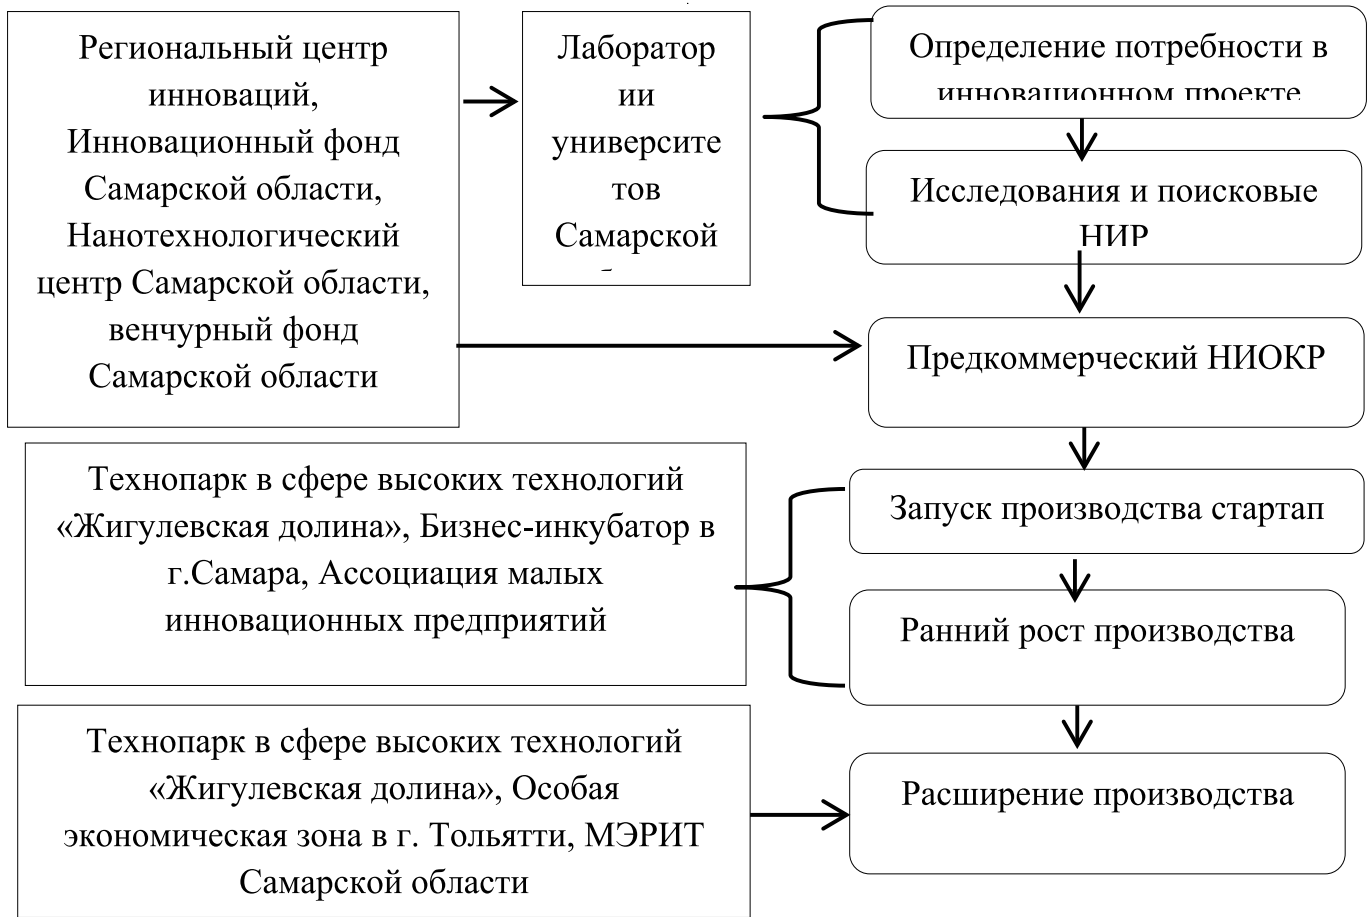 Региональный центр
инноваций,
Инновационный фонд
Самарской области,
Нанотехнологический
центр Самарской области,
венчурный фонд
Самарской области
Лаборатор
ии
университе
тов
Самарской
Определение потребности в
инновационном проекте
Исследования и поисковые
НИР
Предкоммерческий НИОКР
Технопарк в сфере высоких технологий
«Жигулевская долина», Бизнес-инкубатор в
г.Самара, Ассоциация малых
инновационных предприятий
Запуск производства стартап
Ранний рост производства
Технопарк в сфере высоких технологий
«Жигулевская долина», Особая
экономическая зона в г. Тольятти, МЭРИТ
Самарской области
Расширение производства